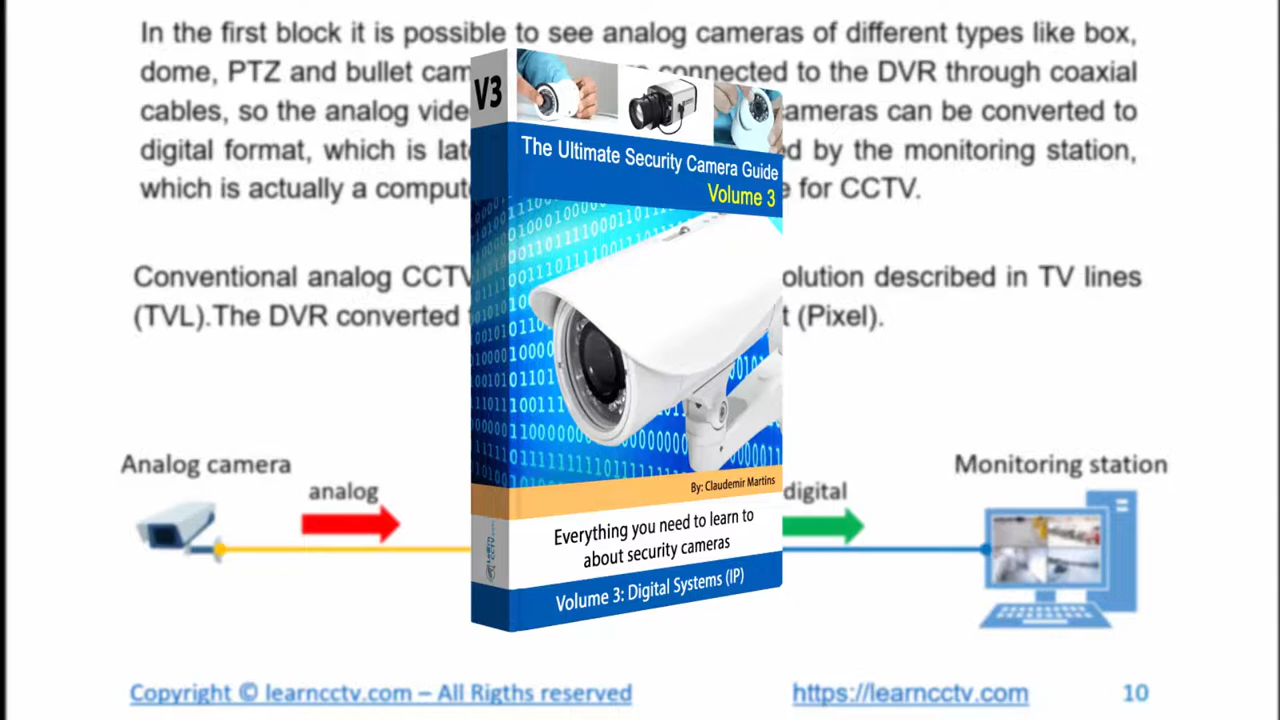 In the first block it is possible to see analog cameras of different types like box,
dome, PTZ and bullet cam connected to the DVR through coaxial
cables, so the analog vide cameras can be converted to
digital format, which is lat ed by the monitoring station,
which is actually a compute e for CCTV.
Conventional analog CCTV olution described in TV lines
(TVL).The DVR converted t (Pixel).
V3
The Ultimate Security Camera Guide
Volume 3
By: Claudemir Martins
Everything you need to learn to
about security cameras
Volume 3: Digital Systems (IP)
Analog camera
analog
digital
Monitoring station
Copyright © learncctv.com – All Rigths reserved
https://learncctv.com
10